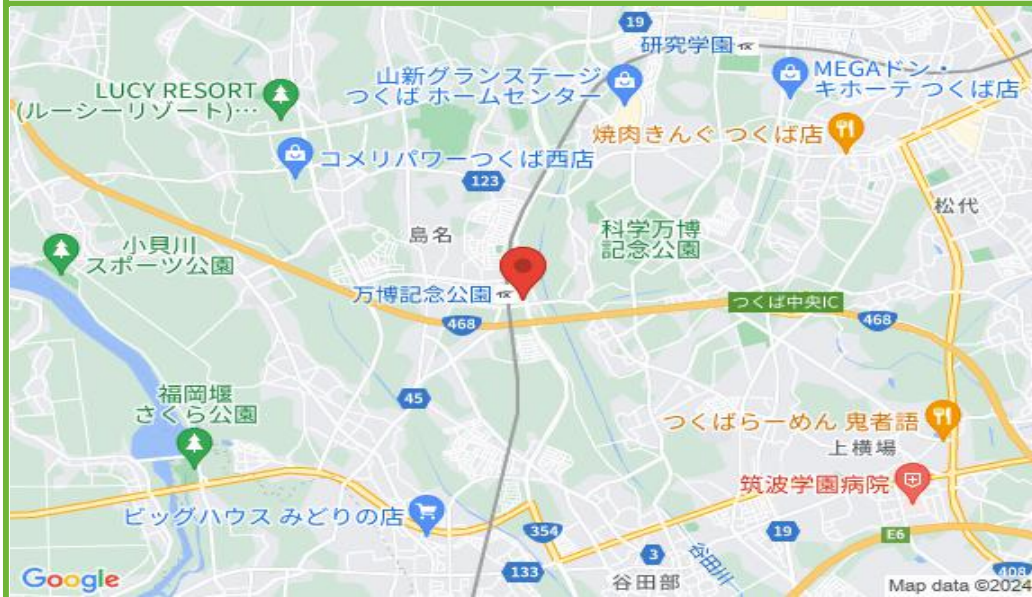 19
研究学園
LUCY RESORT
(ルーシーリゾート)…
山新グランステージ
つくば ホームセンター
MEGAドン・
キホーテ つくば店
焼肉きんぐ つくば店
コメリパワーつくば西店
123
松代
島名
科学万博
記念公園
小貝川
スポーツ公園
万博記念公園
つくば中央IC
468
468
45
福岡堰
さくら公園
つくばらーめん 鬼者語
上横場
筑波学園病院
ビッグハウス みどりの店
354
19
E6
3
谷田川
133
谷田部
408
Google
Map data ©2024